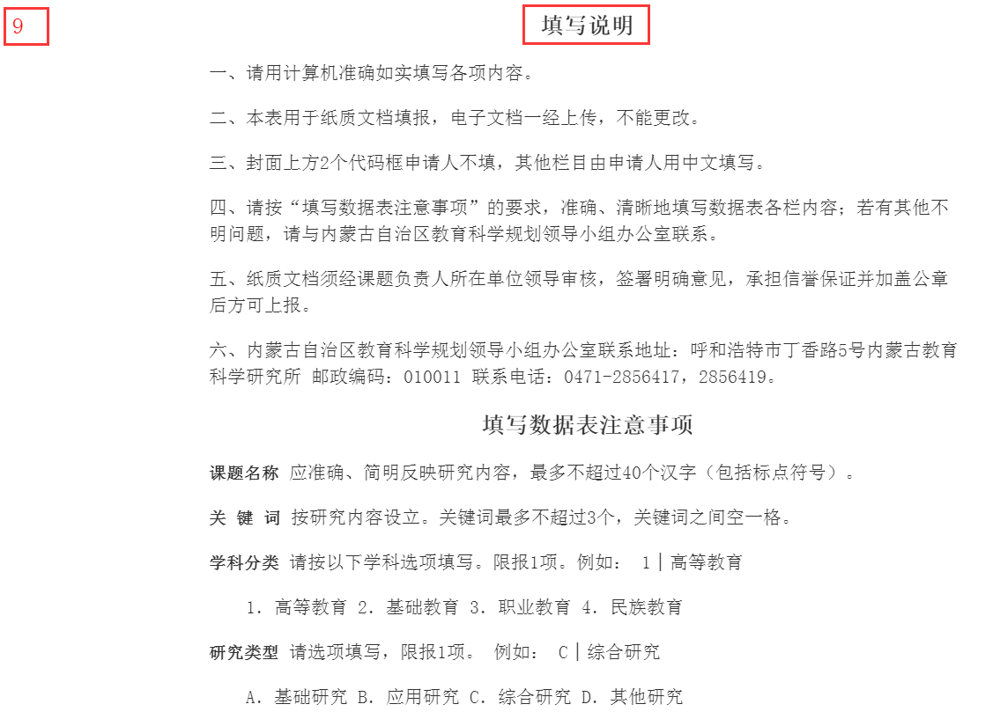 9
填写说明
一、请用计算机准确如实填写各项内容。
二、本表用于纸质文档填报，电子文档一经上传，不能更改。
三、封面上方2个代码框申请人不填，其他栏目由申请人用中文填写。
四、请按“填写数据表注意事项”的要求，准确、清晰地填写数据表各栏内容；若有其他不
明问题，请与内蒙古自治区教育科学规划领导小组办公室联系。
五、纸质文档须经课题负责人所在单位领导审核，签署明确意见，承担信誉保证并加盖公章
后方可上报。
六、内蒙古自治区教育科学规划领导小组办公室联系地址：呼和浩特市丁香路5号内蒙古教育
科学研究所 邮政编码：010011 联系电话：0471-2856417，2856419。
填写数据表注意事项
课题名称 应准确、简明反映研究内容，最多不超过40个汉字（包括标点符号）。
关 键 词 按研究内容设立。关键词最多不超过3个，关键词之间空一格。
学科分类 请按以下学科选项填写。限报1项。例如： 1│高等教育
1．高等教育 2．基础教育 3．职业教育 4．民族教育
研究类型 请选项填写，限报1项。 例如： C│综合研究
A．基础研究 B．应用研究 C．综合研究 D．其他研究